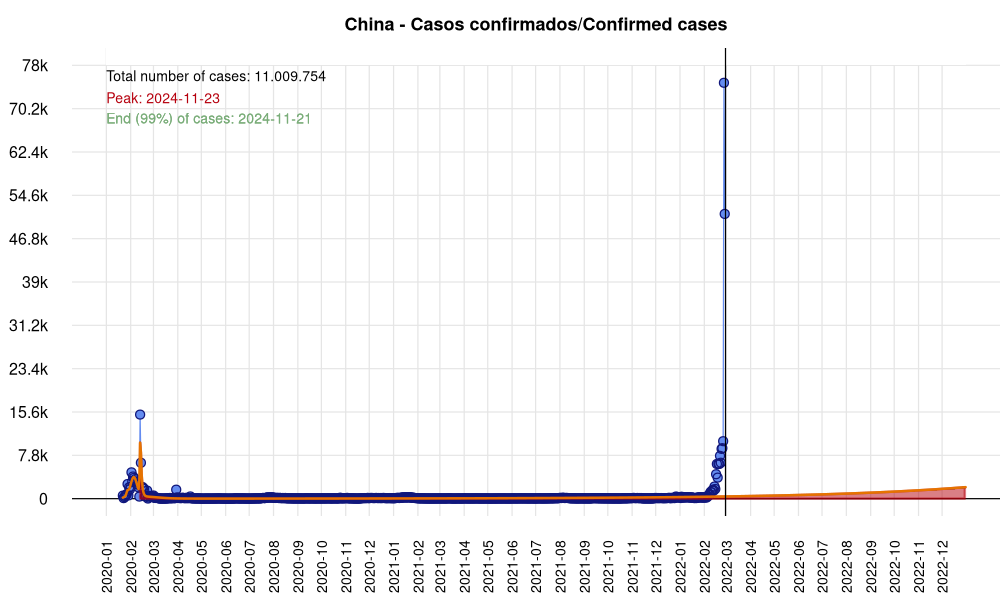 China - Casos confirmados/Confirmed cases
Total number of cases: 11.009.754
Peak: 2024-11-23
End (99%) of cases: 2024-11-21
78k
70.2k
62.4k
54.6k
46.8k
39k
31.2k
23.4k
15.6k
7.8k
0
2020-01
2020-02
2020-03
2020-04
2020-05
2020-06
2020-07
2020-08
2020-09
2020-10
2020-11
2020-12
2021-01
2021-02
2021-03
2021-04
2021-05
2021-06
2021-07
2021-08
2021-09
2021-10
2021-11
2021-12
2022-01
2022-02
2022-03
2022-04
2022-05
2022-06
2022-07
2022-08
2022-09
2022-10
2022-11
2022-12